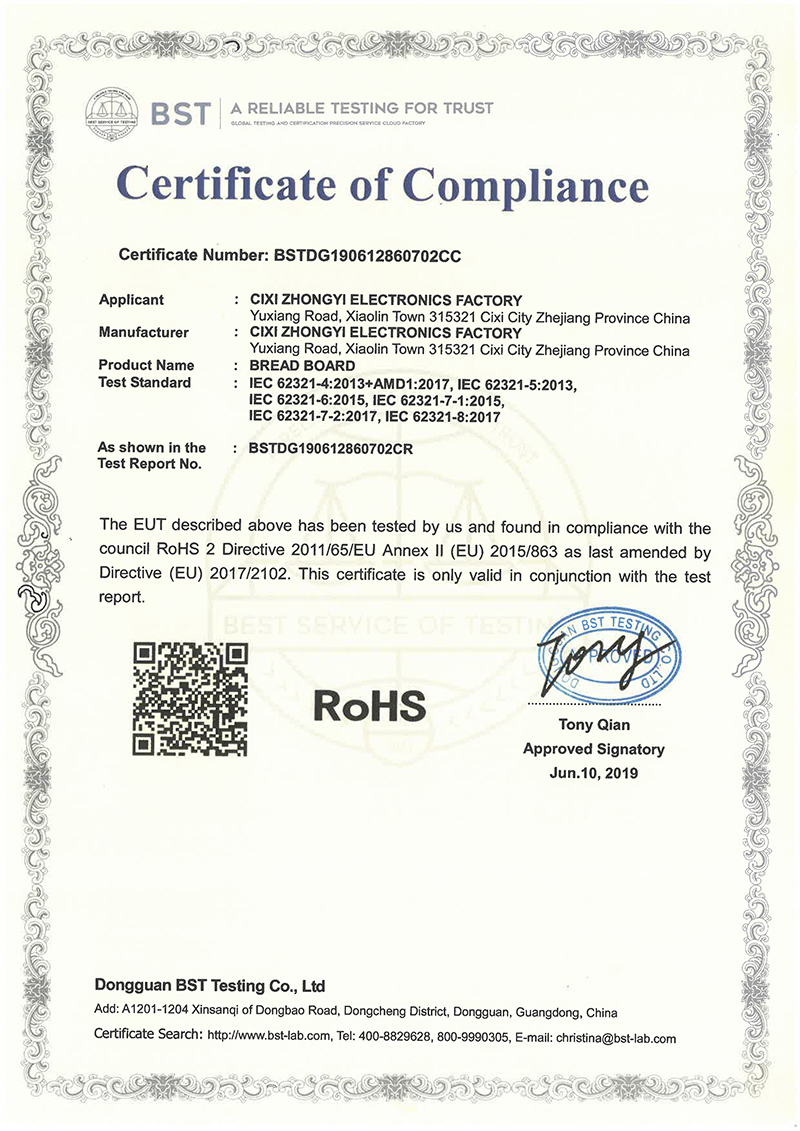 BEST SERVICE OF TESTING
BST
A RELIABLE TESTING FOR TRUST
GLOBAL TESTING AND CERTIFICATION PRECISION SERVICE CLOUD FACTORY
Certificate of Compliance
Certificate Number: BSTDG190612860702CC
Applicant : CIXI ZHONGYI ELECTRONICS FACTORY
Yuxiang Road, Xiaolin Town 315321 Cixi City Zhejiang Province China
Manufacturer : CIXI ZHONGYI ELECTRONICS FACTORY
Yuxiang Road, Xiaolin Town 315321 Cixi City Zhejiang Province China
Product Name : BREAD BOARD
Test Standard : IEC 62321-4:2013+AMD1:2017, IEC 62321-5:2013,
IEC 62321-6:2015, IEC 62321-7-1:2015,
IEC 62321-7-2:2017, IEC 62321-8:2017
As shown in the : BSTDG190612860702CR
Test Report No.
The EUT described above has been tested by us and found in compliance with the
council RoHS 2 Directive 2011/65/EU Annex II (EU) 2015/863 as last amended by
Directive (EU) 2017/2102. This certificate is only valid in conjunction with the test
report.
BEST SERVICE OF TESTIN
DONGGUAN BST TESTING CO.,LTD
APPROVED
Tony
RoHS
Tony Qian
Approved Signatory
Jun.10, 2019
Dongguan BST Testing Co., Ltd
Add: A1201-1204 Xinsanqi of Dongbao Road, Dongcheng District, Dongguan, Guangdong, China
Certificate Search: http://www.bst-lab.com, Tel: 400-8829628, 800-9990305, E-mail: christina@bst-lab.com